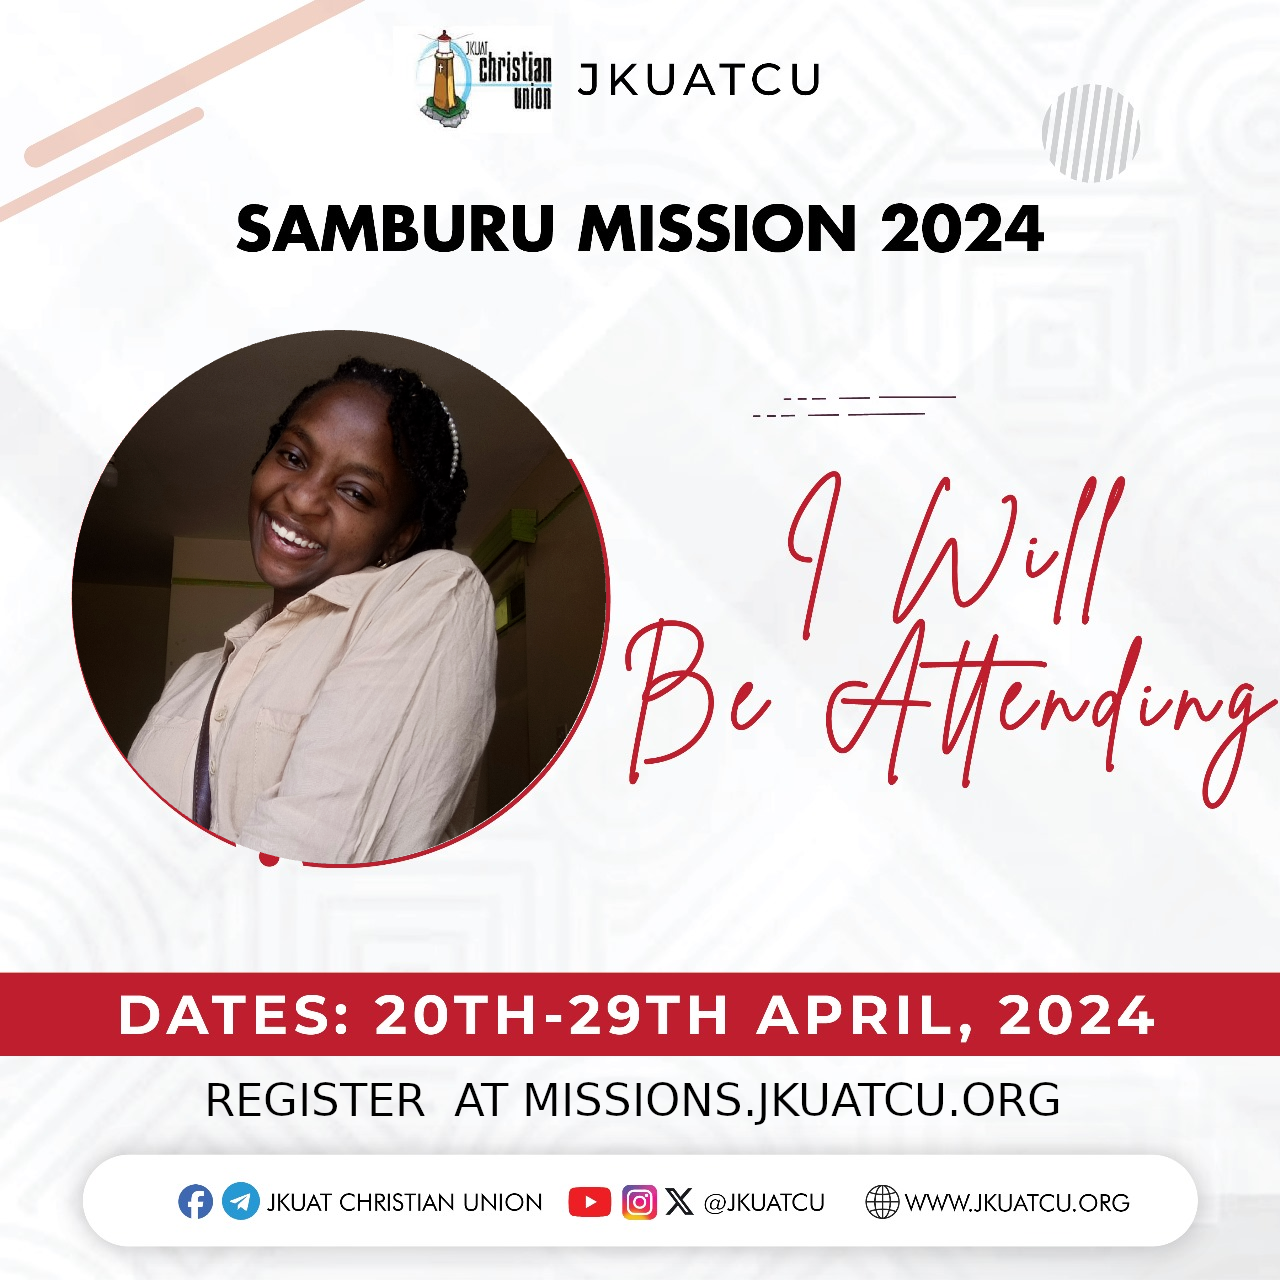 JKUAT
christian
union
JKUATCU
SAMBURU MISSION 2024
I Will
Be Attending
DATES: 20TH-29TH APRIL, 2024
REGISTER  AT MISSIONS.JKUATCU.ORG
JKUAT CHRISTIAN UNION @JKUATCU WWW.JKUATCU.ORG